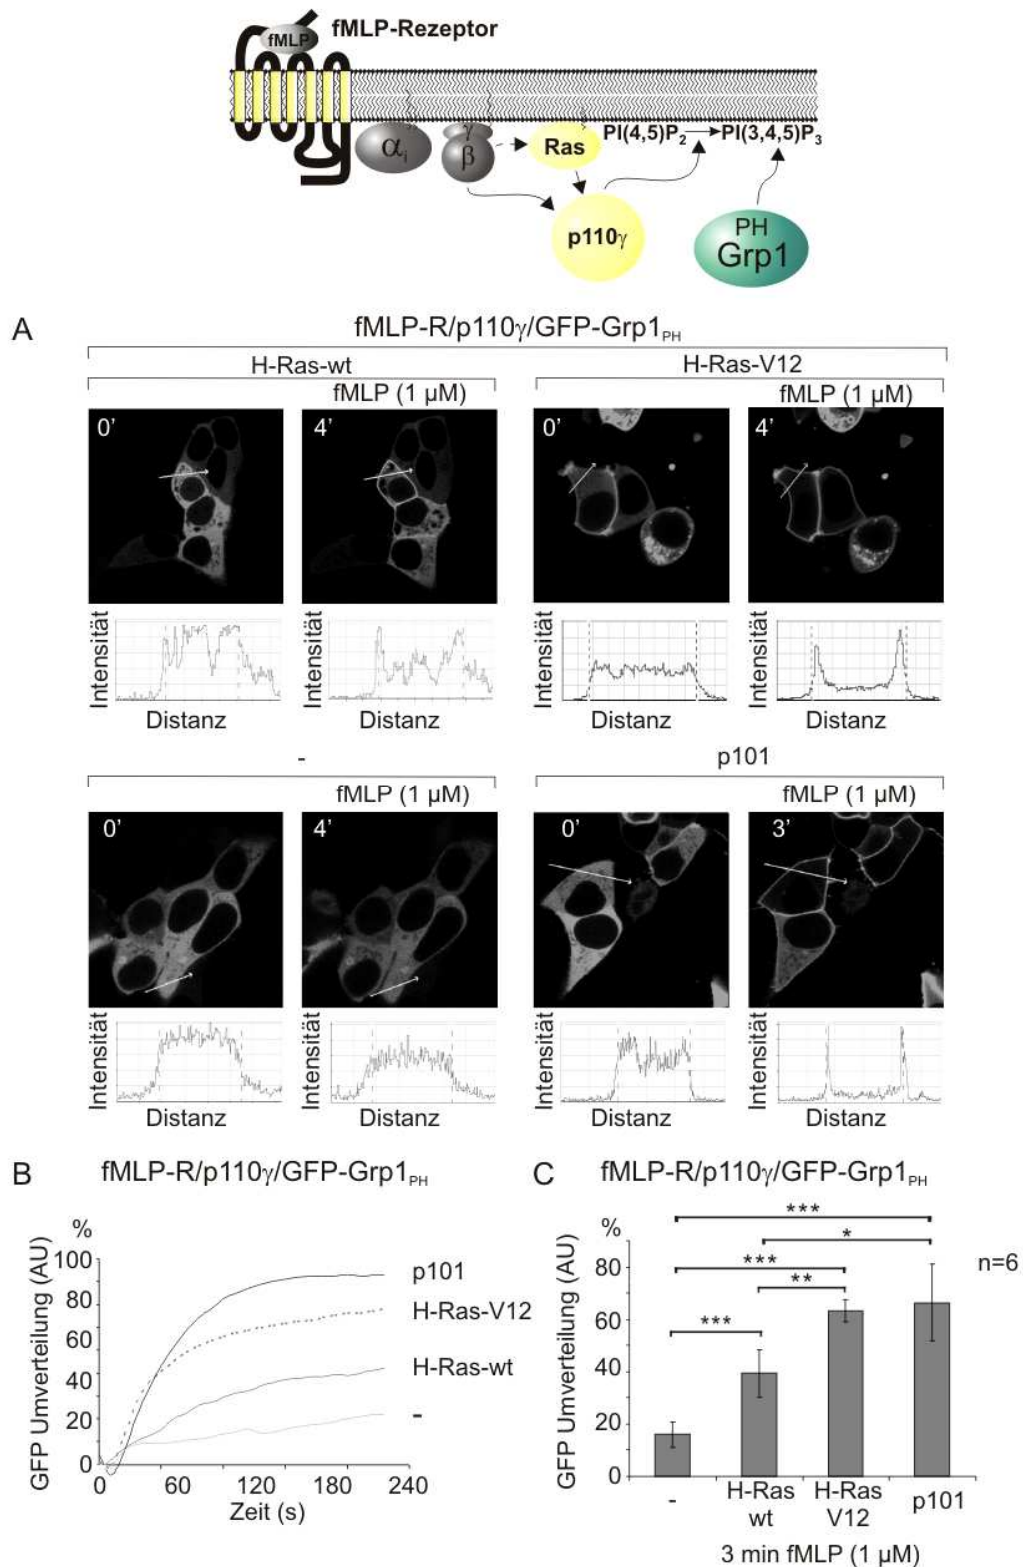 fMLP-Rezeptor
fMLP
αi γ β Ras PI(4,5)P2 PI(3,4,5)P3
p110γ PH Grp1
A fMLP-R/p110γ/GFP-Grp1PH
H-Ras-wt H-Ras-V12
fMLP (1 µM) fMLP (1 µM)
0' 4' 0' 4'
Intensität Intensität Intensität Intensität
Distanz Distanz Distanz Distanz
- p101
fMLP (1 µM) fMLP (1 µM)
0' 4' 0' 3'
Intensität Intensität Intensität Intensität
Distanz Distanz Distanz Distanz
B fMLP-R/p110γ/GFP-Grp1PH
%
GFP Umverteilung (AU)
100
80
60
40
20
0
0 60 120 180 240
Zeit (s)
p101
H-Ras-V12
H-Ras-wt
-
C fMLP-R/p110γ/GFP-Grp1PH
%
GFP Umverteilung (AU)
80
60
40
20
0
***
*
***
**
***
n=6
- H-Ras wt H-Ras V12 p101
3 min fMLP (1 µM)